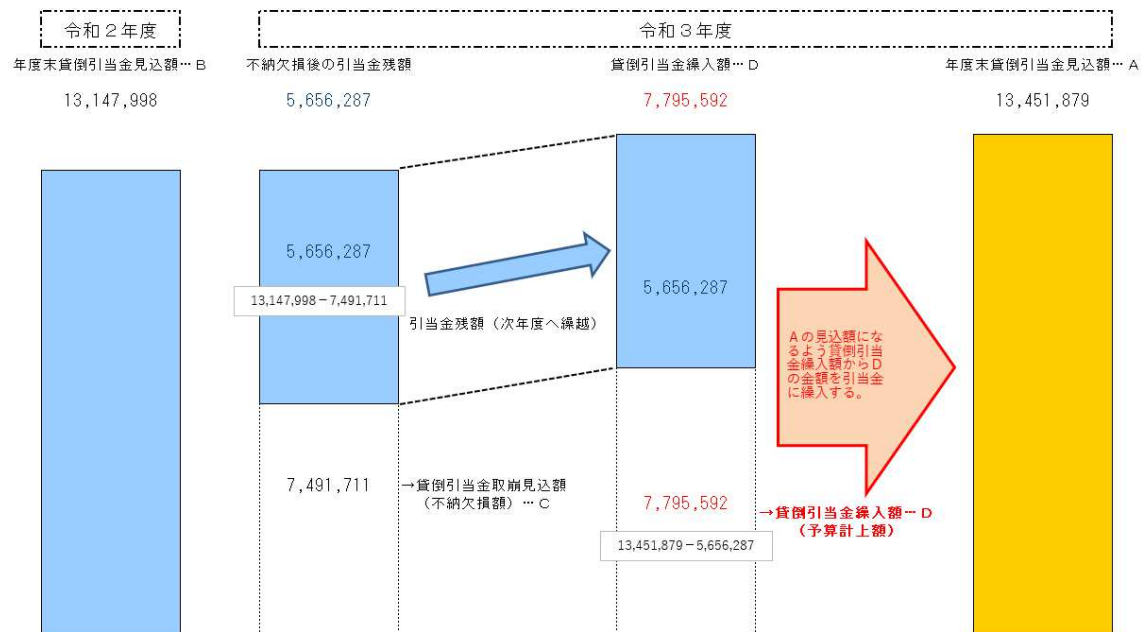 令和２年度
令和３年度
年度末貸倒引当金見込額…Ｂ
不納欠損後の引当金残額
貸倒引当金繰入額…Ｄ
年度末貸倒引当金見込額…Ａ
13,147,998
5,656,287
7,795,592
13,451,879
5,656,287
13,147,998－7,491,711
引当金残額（次年度へ繰越）
5,656,287
Ａの見込額にな
るよう貸倒引当
金繰入額からＤ
の金額を引当金
に繰入する。
7,491,711
→貸倒引当金取崩見込額
（不納欠損額）…Ｃ
7,795,592
13,451,879－5,656,287
→貸倒引当金繰入額…Ｄ
（予算計上額）